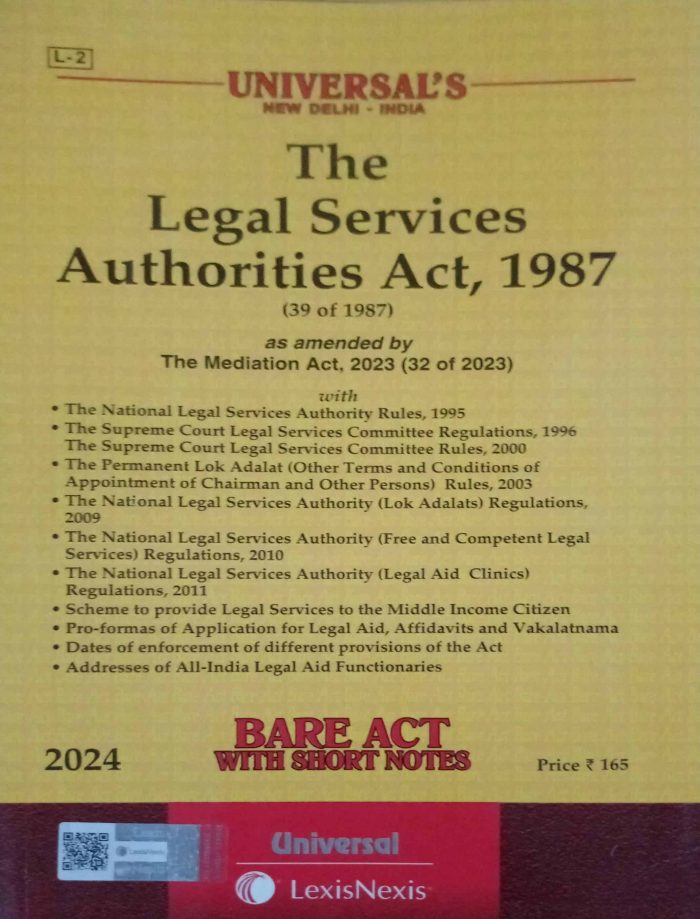 L-2
UNIVERSAL'S
NEW DELHI - INDIA
The
Legal Services
Authorities Act, 1987
(39 of 1987)
as amended by
The Mediation Act, 2023 (32 of 2023)
with
• The National Legal Services Authority Rules, 1995
• The Supreme Court Legal Services Committee Regulations, 1996
The Supreme Court Legal Services Committee Rules, 2000
• The Permanent Lok Adalat (Other Terms and Conditions of
Appointment of Chairman and Other Persons) Rules, 2003
• The National Legal Services Authority (Lok Adalats) Regulations,
2009
• The National Legal Services Authority (Free and Competent Legal
Services) Regulations, 2010
• The National Legal Services Authority (Legal Aid Clinics)
Regulations, 2011
• Scheme to provide Legal Services to the Middle Income Citizen
• Pro-formas of Application for Legal Aid, Affidavits and Vakalatnama
• Dates of enforcement of different provisions of the Act
• Addresses of All-India Legal Aid Functionaries
BARE ACT
WITH SHORT NOTES
2024
Price ₹ 165
Universal
LexisNexis
LexisNexis